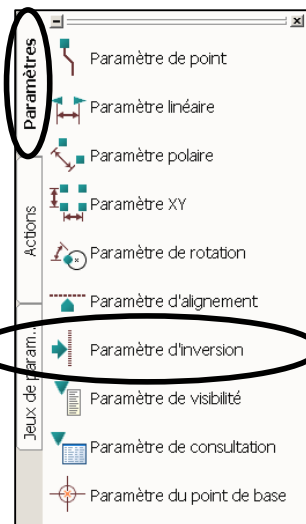 Paramètres
Actions
Jeux de param...
Paramètre de point
Paramètre linéaire
Paramètre polaire
Paramètre XY
Paramètre de rotation
Paramètre d'alignement
Paramètre d'inversion
Paramètre de visibilité
Paramètre de consultation
Paramètre du point de base